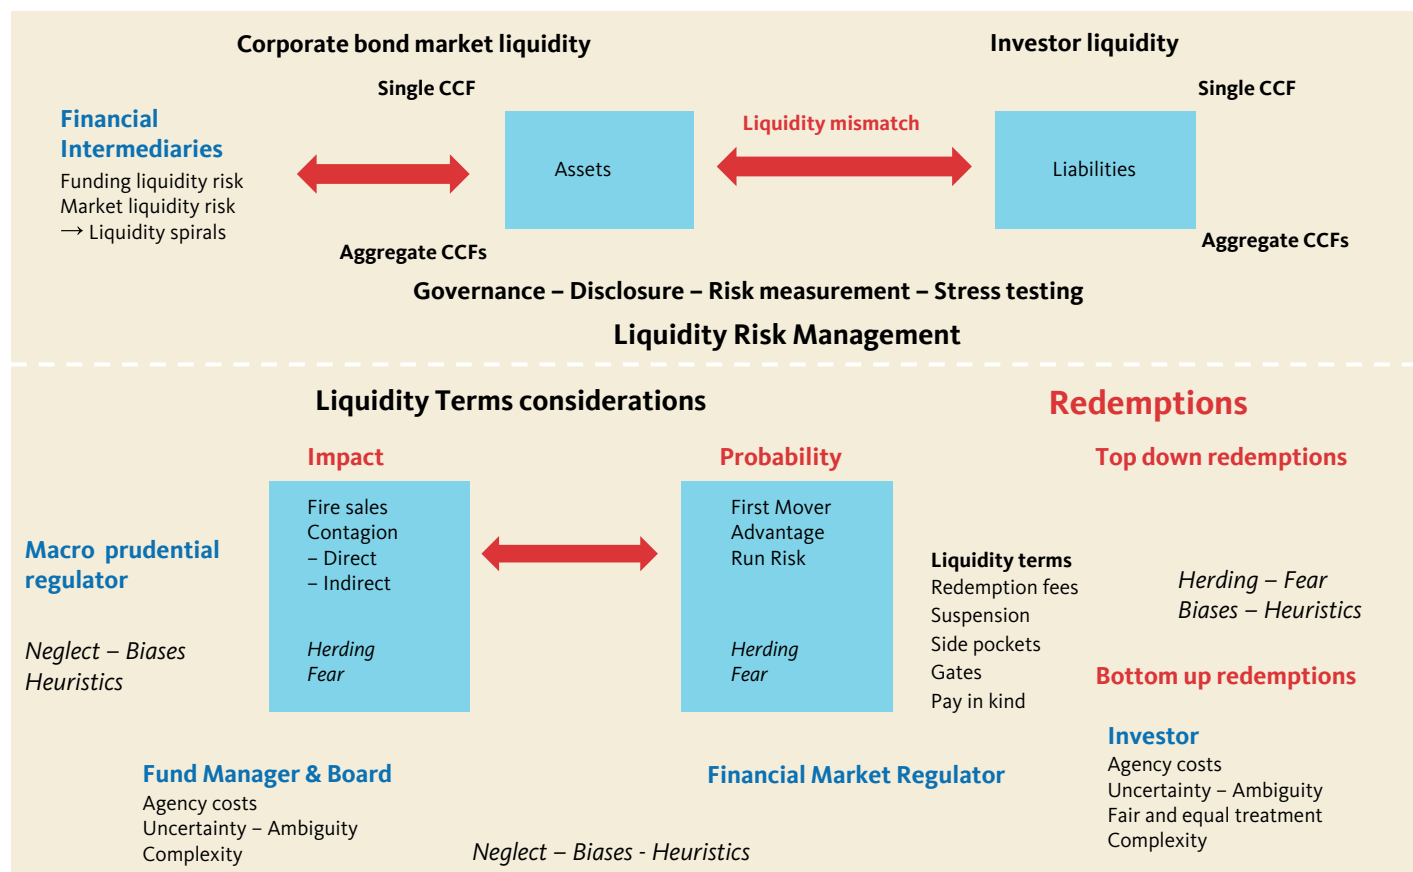 Corporate bond market liquidity
Investor liquidity
Single CCF
Single CCF
Financial
Intermediaries
Funding liquidity risk
Market liquidity risk
→ Liquidity spirals
Assets
Liquidity mismatch
Liabilities
Aggregate CCFs
Aggregate CCFs
Governance – Disclosure – Risk measurement – Stress testing
Liquidity Risk Management
Liquidity Terms considerations
Redemptions
Impact
Probability
Top down redemptions
Macro prudential
regulator
Neglect – Biases
Heuristics
Fire sales
Contagion
– Direct
– Indirect
Herding
Fear
First Mover
Advantage
Run Risk
Herding
Fear
Liquidity terms
Redemption fees
Suspension
Side pockets
Gates
Pay in kind
Herding – Fear
Biases – Heuristics
Bottom up redemptions
Investor
Agency costs
Uncertainty – Ambiguity
Fair and equal treatment
Complexity
Fund Manager & Board
Agency costs
Uncertainty – Ambiguity
Complexity
Financial Market Regulator
Neglect – Biases - Heuristics